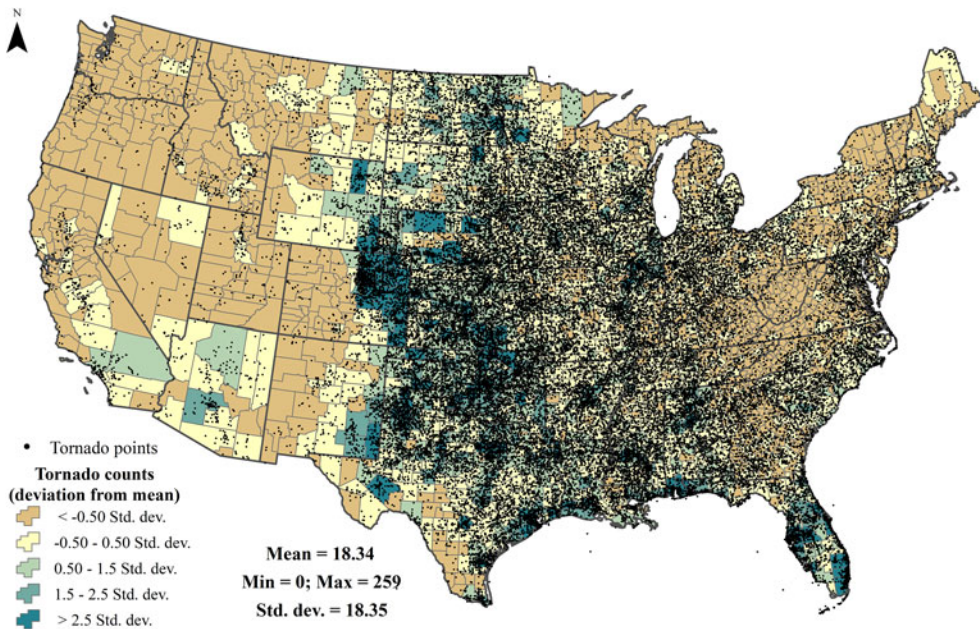 N
Tornado points
Tornado counts
(deviation from mean)
< -0.50 Std. dev.
-0.50 - 0.50 Std. dev.
0.50 - 1.5 Std. dev.
1.5 - 2.5 Std. dev.
> 2.5 Std. dev.
Mean = 18.34
Min = 0; Max = 259
Std. dev. = 18.35